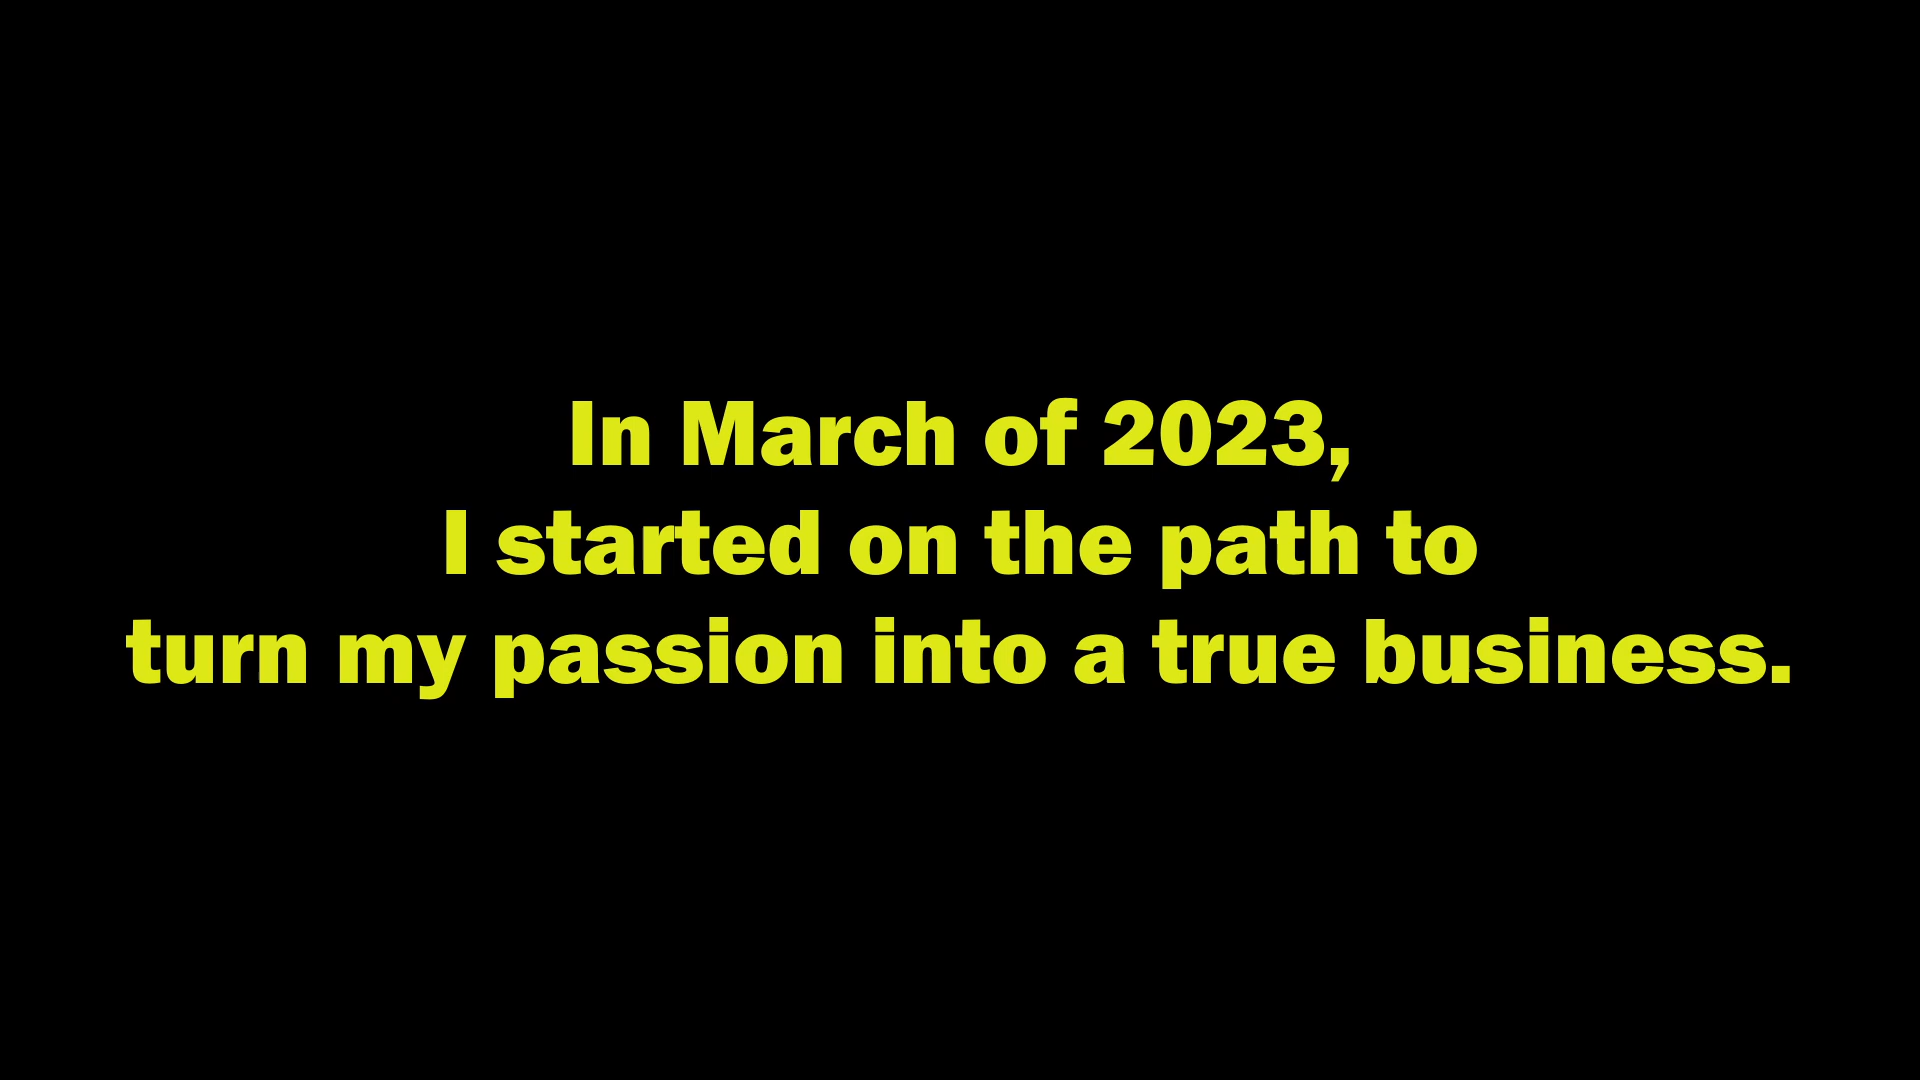 In March of 2023,
I started on the path to
turn my passion into a true business.